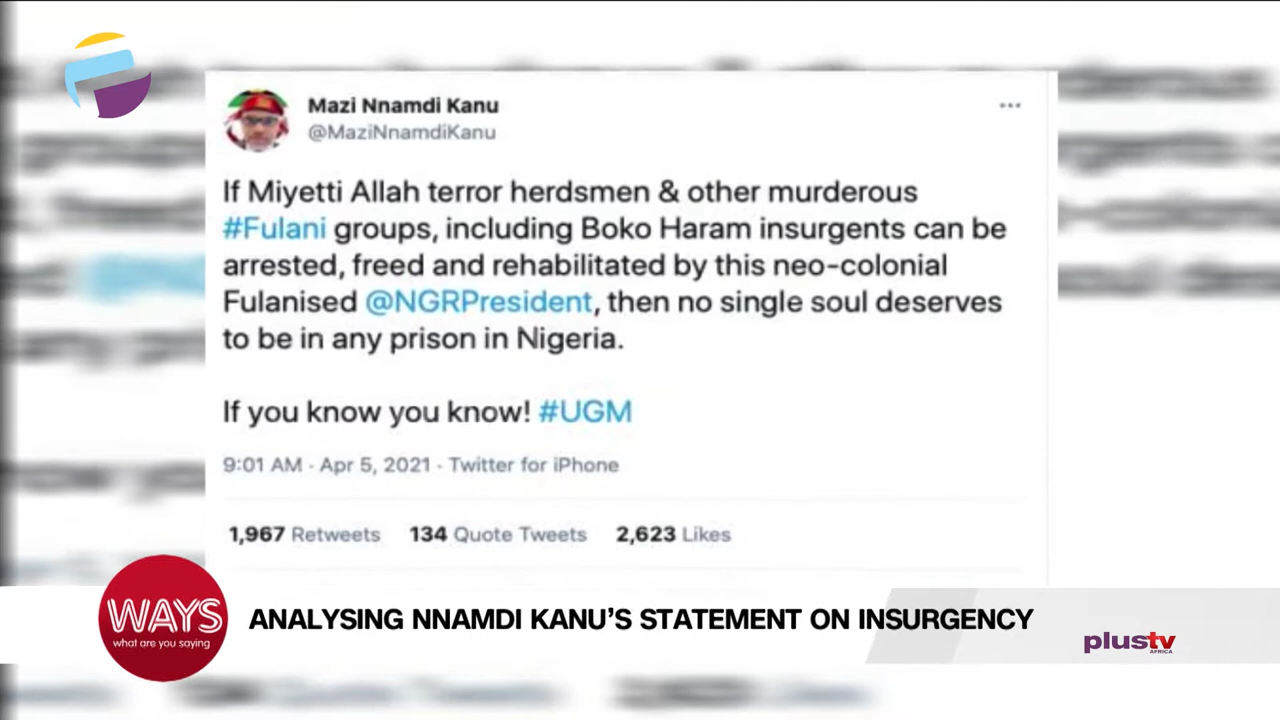 Mazi Nnamdi Kanu
@MaziNnamdiKanu
If Miyetti Allah terror herdsmen & other murderous
#Fulani groups, including Boko Haram insurgents can be
arrested, freed and rehabilitated by this neo-colonial
Fulanised @NGRPresident, then no single soul deserves
to be in any prison in Nigeria.
If you know you know! #UGM
9:01 AM · Apr 5, 2021 · Twitter for iPhone
1,967 Retweets 134 Quote Tweets 2,623 Likes
WAYS
what are you saying
ANALYSING NNAMDI KANU'S STATEMENT ON INSURGENCY
plustv
AFRICA